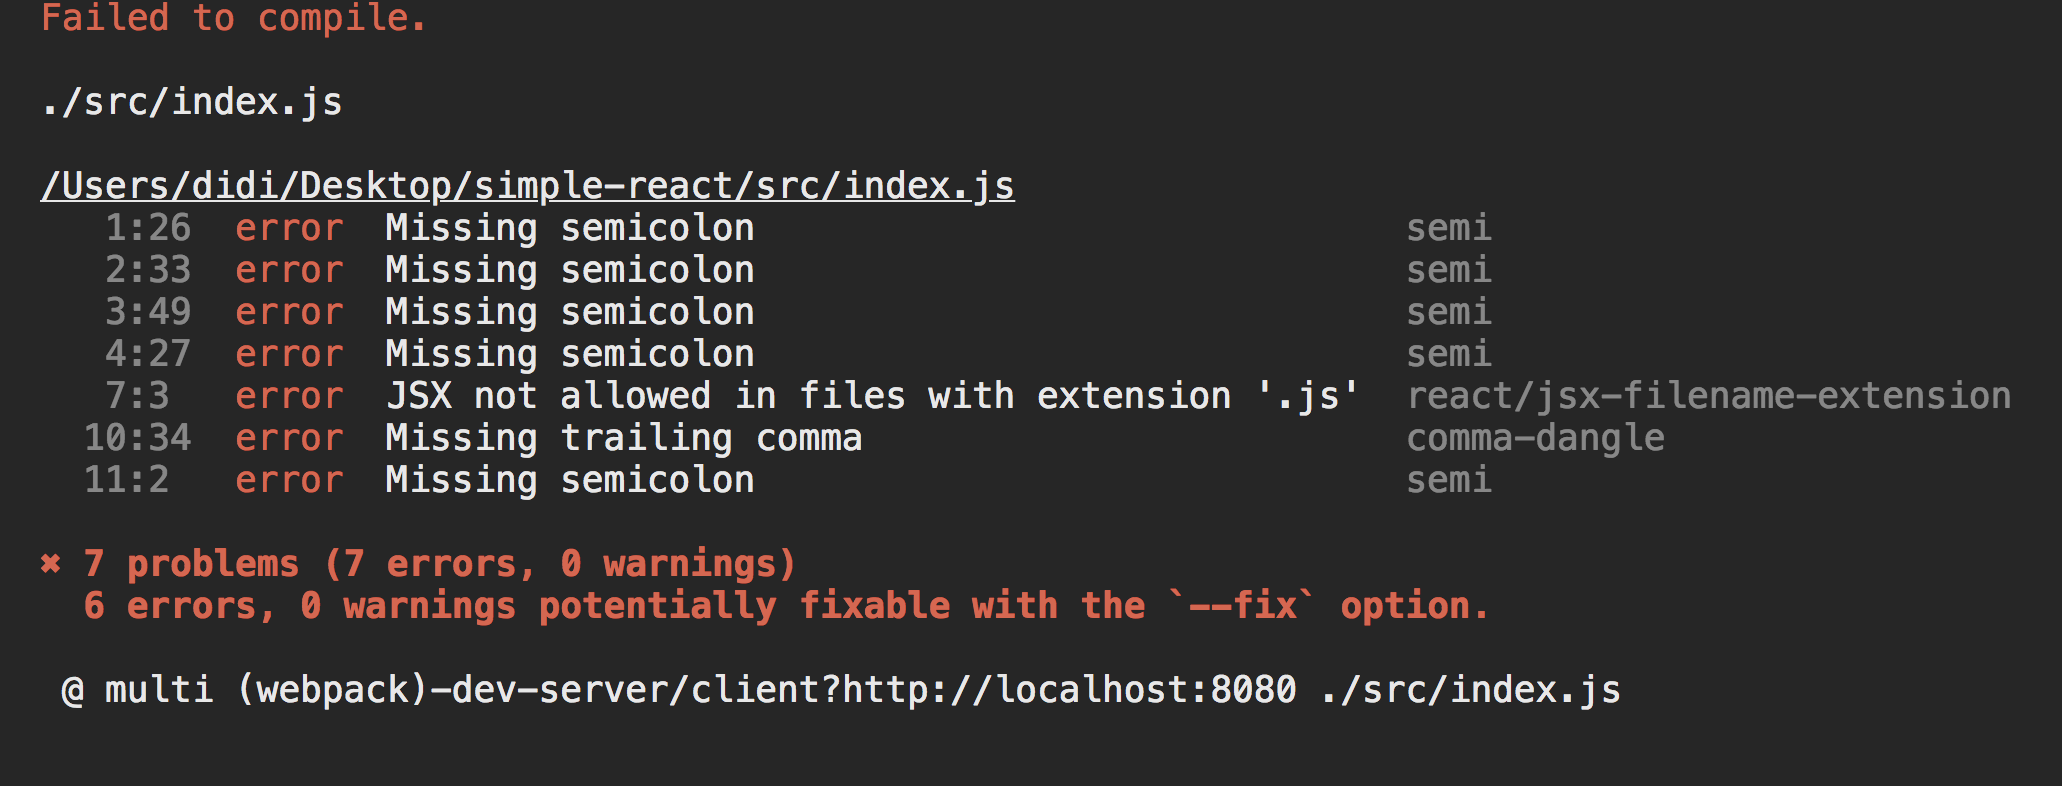 Failed to compile.
./src/index.js
/Users/didi/Desktop/simple-react/src/index.js
1:26  error  Missing semicolon  semi
2:33  error  Missing semicolon  semi
3:49  error  Missing semicolon  semi
4:27  error  Missing semicolon  semi
7:3  error  JSX not allowed in files with extension '.js'  react/jsx-filename-extension
10:34  error  Missing trailing comma  comma-dangle
11:2  error  Missing semicolon  semi
✖ 7 problems (7 errors, 0 warnings)
6 errors, 0 warnings potentially fixable with the `--fix` option.
@ multi (webpack)-dev-server/client?http://localhost:8080 ./src/index.js